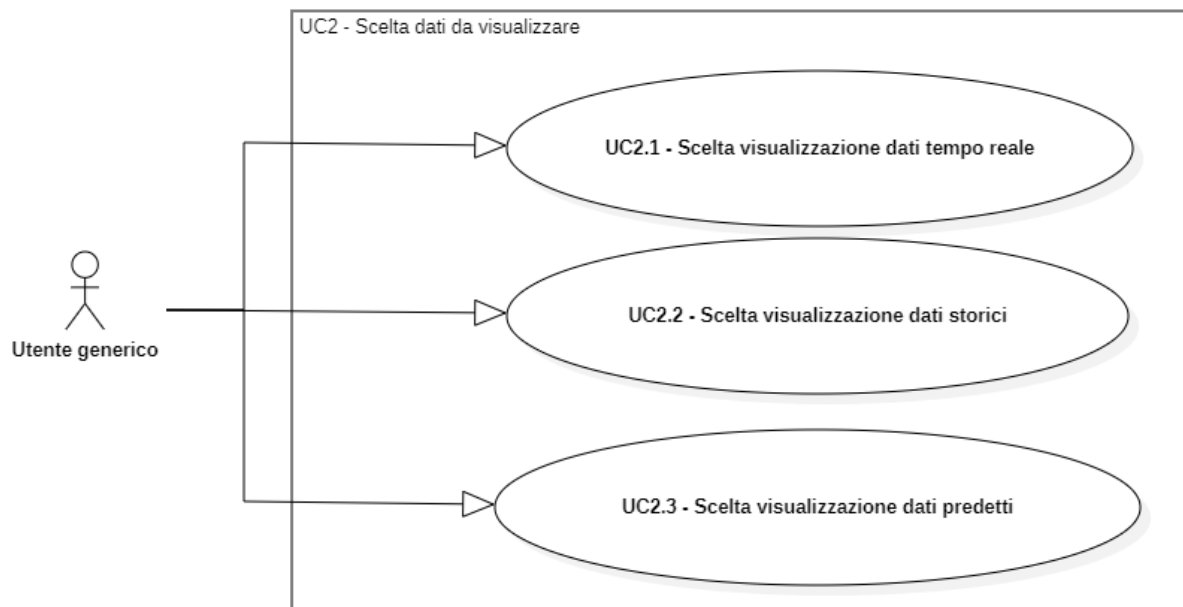 UC2 - Scelta dati da visualizzare
UC2.1 - Scelta visualizzazione dati tempo reale
UC2.2 - Scelta visualizzazione dati storici
Utente generico
UC2.3 - Scelta visualizzazione dati predetti